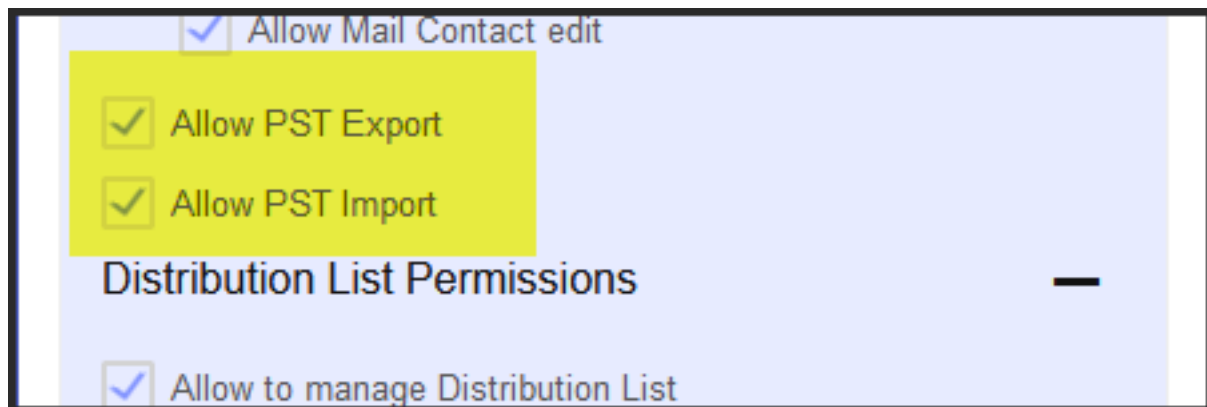 Allow Mail Contact edit
Allow PST Export
Allow PST Import
Distribution List Permissions
Allow to manage Distribution List